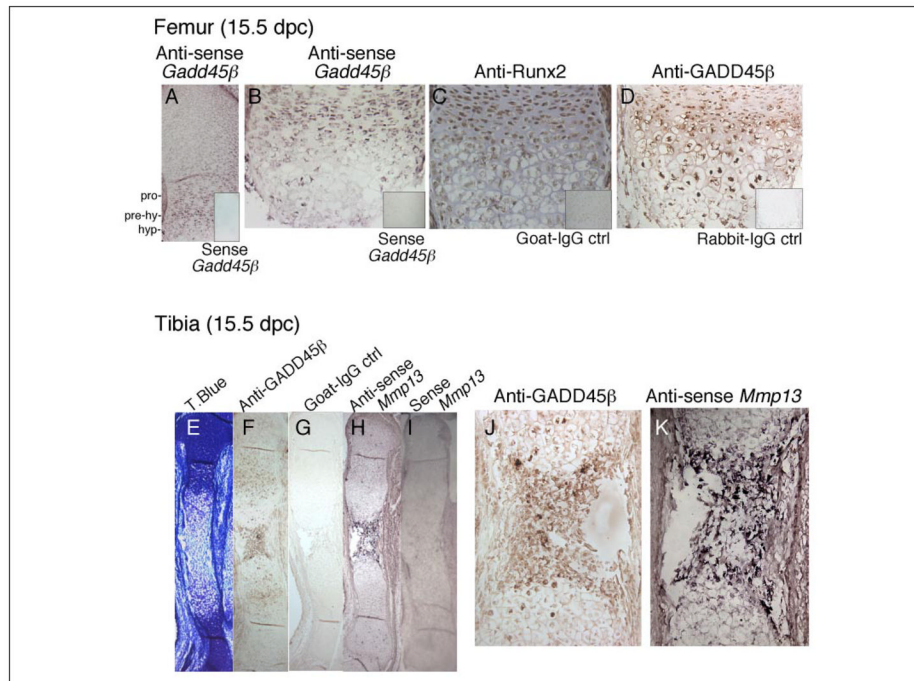 Femur (15.5 dpc)
Anti-sense
Gadd45β
Anti-sense
Gadd45β
Anti-Runx2
Anti-GADD45β
A
B
C
D
pro-
pre-hy-
hyp-
Sense
Gadd45β
Sense
Gadd45β
Goat-IgG ctrl
Rabbit-IgG ctrl
Tibia (15.5 dpc)
T.Blue
Anti-GADD45β
Goat-IgG ctrl
Anti-sense
Mmp13
Sense
Mmp13
Anti-GADD45β
Anti-sense Mmp13
E
F
G
H
I
J
K